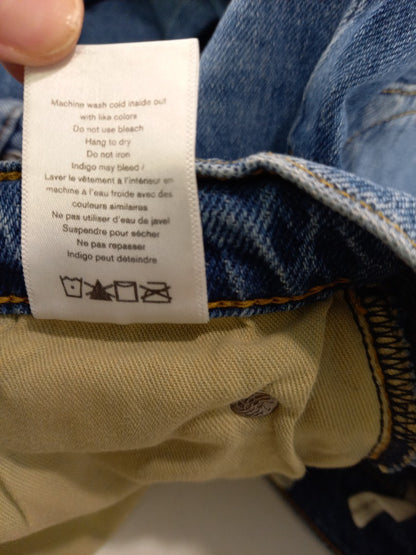 Machine wash cold inside out
with like colors
Do not use bleach
Hang to dry
Do not iron
Indigo may bleed /
Laver le vêtement à l'intérieur en
machine à l'eau froide avec des
couleurs similaires
Ne pas utiliser d'eau de javel
Suspendre pour sécher
Ne pas repasser
Indigo peut déteindre